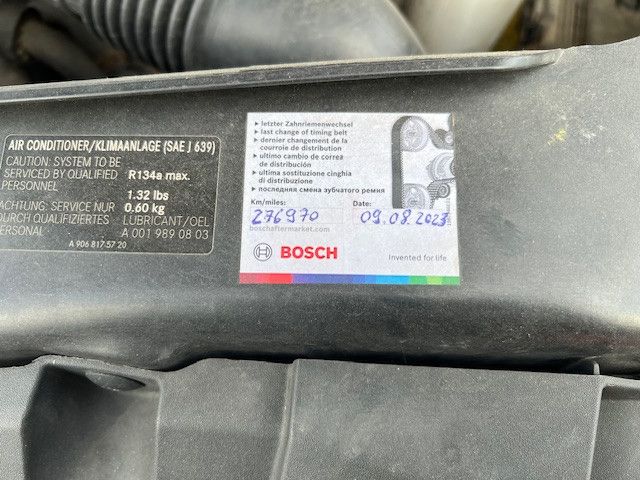 AIR CONDITIONER/KLIMAANLAGE (SAE J 639)
CAUTION: SYSTEM TO BE
SERVICED BY QUALIFIED
PERSONNEL
R134a max.
1.32 lbs
0.60 kg
ACHTUNG: SERVICE NUR
DURCH QUALIFIZIERTES
PERSONAL
LUBRICANT/OEL
A 001 989 08 03
A 906 817 57 20
▸ letzter Zahnriemenwechsel
▸ last change of timing belt
▸ dernier changement de la
courroie de distribution
▸ ultimo cambio de correa
de distribución
▸ ultima sostituzione cinghia
di distribuzione
▸ последняя смена зубчатого ремня
Km/miles:
276970
Date:
09.08.2023
boschaftermarket.com
BOSCH
Invented for life